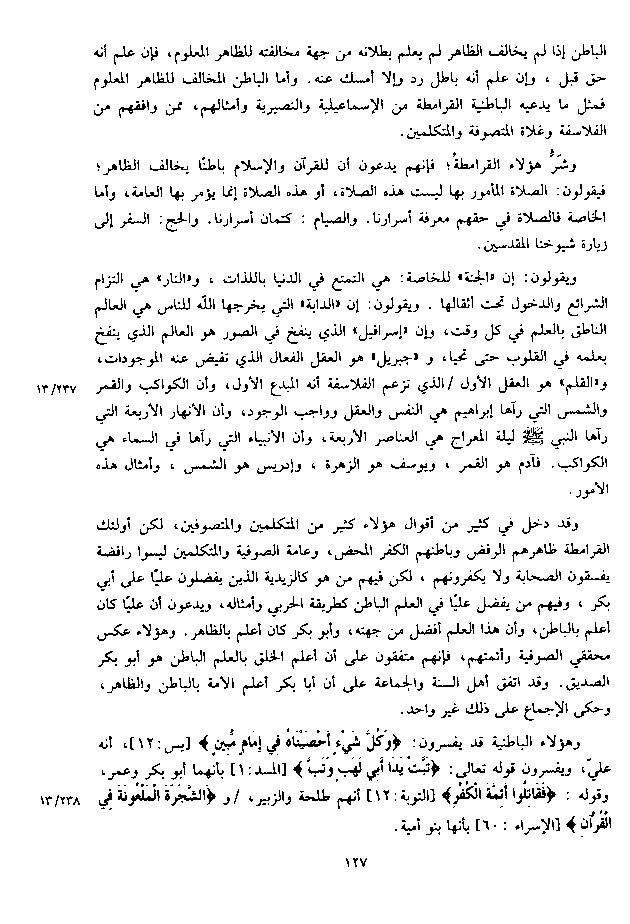 الباطن إذا لم يخالف الظاهر لم يعلم بطلانه من جهة مخالفته للظاهر المعلوم، فإن علم أنه
حق قبل ، وإن علم أنه باطل رد وإلا أمسك عنه. وأما الباطن المخالف للظاهر المعلوم
فمثل ما يدعيه الباطنية القرامطة من الإسماعيلية والنصيرية وأمثالهم، ممن وافقهم من
الفلاسفة وغلاة المتصوفة والمتكلمين.
وشَرُّ هؤلاء القرامطةُ؛ فإنهم يدعون أن للقرآن والإسلام باطنًا يخالف الظاهر؛
فيقولون: الصلاة المأمور بها ليست هذه الصلاة، أو هذه الصلاة إنما يؤمر بها العامة، وأما
الخاصة فالصلاة في حقهم معرفة أسرارنا. والصيام : كتمان أسرارنا. والحج: السفر إلى
زيارة شيوخنا المقدسين.
ويقولون: إن «الجنة» للخاصة: هي التمتع في الدنيا باللذات ، و«النار» هي التزام
الشرائع والدخول تحت أثقالها . ويقولون: إن «الدابة» التي يخرجها الله للناس هي العالم
الناطق بالعلم في كل وقت، وإن «إسرافيل» الذي ينفخ في الصور هو العالم الذي ينفخ
بعلمه في القلوب حتى تحيا، و «جبريل» هو العقل الفعال الذي تفيض عنه الموجودات،
و«القلم» هو العقل الأول / الذي تزعم الفلاسفة أنه المبدع الأول، وأن الكواكب والقمر ١٣/٢٣٧
والشمس التي رآها إبراهيم هي النفس والعقل وواجب الوجود، وأن الأنهار الأربعة التي
رآها النبي ﷺ ليلة المعراج هي العناصر الأربعة، وأن الأنبياء التي رآها في السماء هي
الكواكب. فآدم هو القمر ، ويوسف هو الزهرة ، وإدريس هو الشمس ، وأمثال هذه
الأمور.
وقد دخل في كثير من أقوال هؤلاء كثير من المتكلمين والمتصوفين، لكن أولئك
القرامطة ظاهرهم الرفض وباطنهم الكفر المحض، وعامة الصوفية والمتكلمين ليسوا رافضة
يفسقون الصحابة ولا يكفرونهم ، لكن فيهم من هو كالزيدية الذين يفضلون عليًا على أبي
بكر ، وفيهم من يفضل عليًا في العلم الباطن كطريقة الحربي وأمثاله، ويدعون أن عليًا كان
أعلم بالباطن، وأن هذا العلم أفضل من جهته، وأبو بكر كان أعلم بالظاهر. وهؤلاء عكس
محققي الصوفية وأئمتهم، فإنهم متفقون على أن أعلم الخلق بالعلم الباطن هو أبو بكر
الصديق. وقد اتفق أهل السنة والجماعة على أن أبا بكر أعلم الأمة بالباطن والظاهر،
وحكى الإجماع على ذلك غير واحد.
وهؤلاء الباطنية قد يفسرون: ﴿وَكُلَّ شَيْءٍ أَحْصَيْنَاهُ فِي إِمَامٍ مُّبِينٍ﴾ [يس:١٢]، أنه
عليّ، ويفسرون قوله تعالى: ﴿تَبَّتْ يَدَا أَبِي لَهَبٍ وَتَبَّ﴾ [المسد:١] بأنهما أبو بكر وعمر،
وقوله : ﴿فَقَاتِلُوا أَئِمَّةَ الْكُفْرِ﴾ [التوبة:١٢] أنهم طلحة والزبير، / و ﴿الشَّجَرَةَ الْمَلْعُونَةَ فِي ١٣/٢٣٨
الْقُرْآنِ﴾ [الإسراء :٦٠] بأنها بنو أمية.
١٢٧